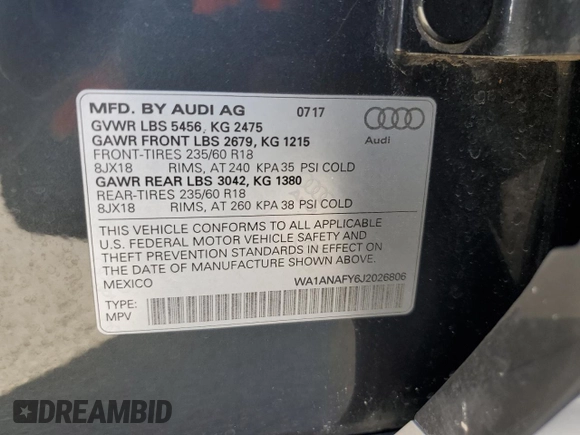 MFD. BY AUDI AG 0717
GVWR LBS 5456, KG 2475
GAWR FRONT LBS 2679, KG 1215
FRONT-TIRES 235/60 R18
8JX18 RIMS, AT 240 KPA 35 PSI COLD
GAWR REAR LBS 3042, KG 1380
REAR-TIRES 235/60 R18
8JX18 RIMS, AT 260 KPA 38 PSI COLD
Audi
THIS VEHICLE CONFORMS TO ALL APPLICABLE
U.S. FEDERAL MOTOR VEHICLE SAFETY AND
THEFT PREVENTION STANDARDS IN EFFECT ON
THE DATE OF MANUFACTURE SHOWN ABOVE.
MEXICO WA1ANAFY6J2026806
TYPE:
MPV
DREAMBID